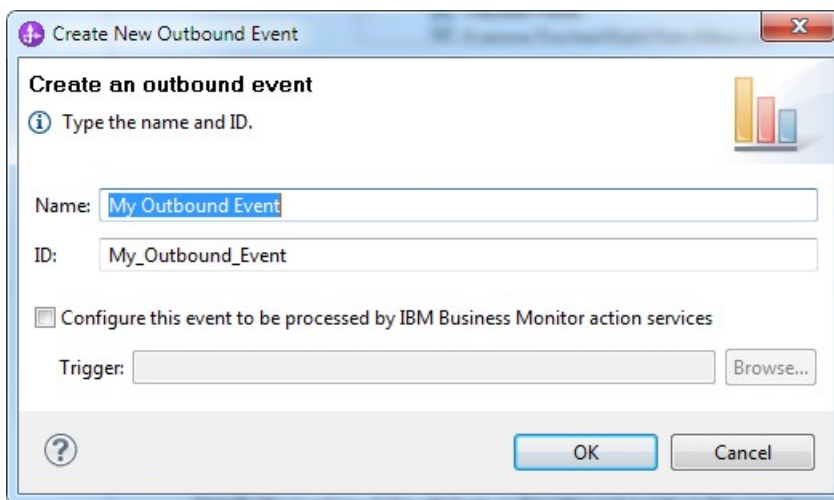 Create New Outbound Event
Create an outbound event
Type the name and ID.
Name: My Outbound Event
ID: My_Outbound_Event
Configure this event to be processed by IBM Business Monitor action services
Trigger: Browse...
OK Cancel